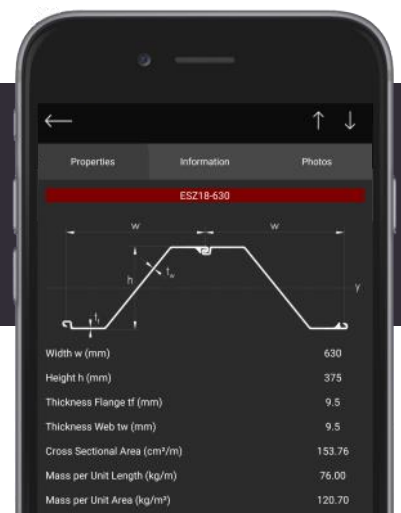 Properties Information Photos
ESZ18-630
w w
h tw y
tf
Width w (mm) 630
Height h (mm) 375
Thickness Flange tf (mm) 9.5
Thickness Web tw (mm) 9.5
Cross Sectional Area (cm²/m) 153.76
Mass per Unit Length (kg/m) 76.00
Mass per Unit Area (kg/m²) 120.70